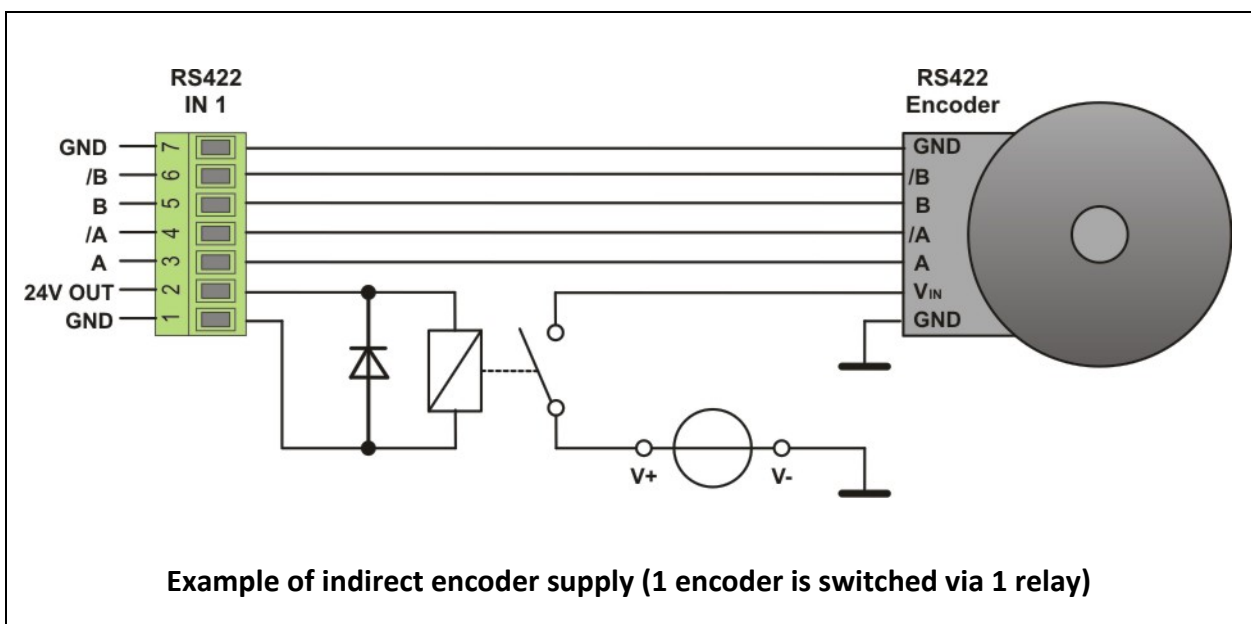 RS422
IN 1
GND 7
/B 6
B 5
/A 4
A 3
24V OUT 2
GND 1
RS422
Encoder
GND
/B
B
/A
A
VIN
GND
V+ V-
Example of indirect encoder supply (1 encoder is switched via 1 relay)